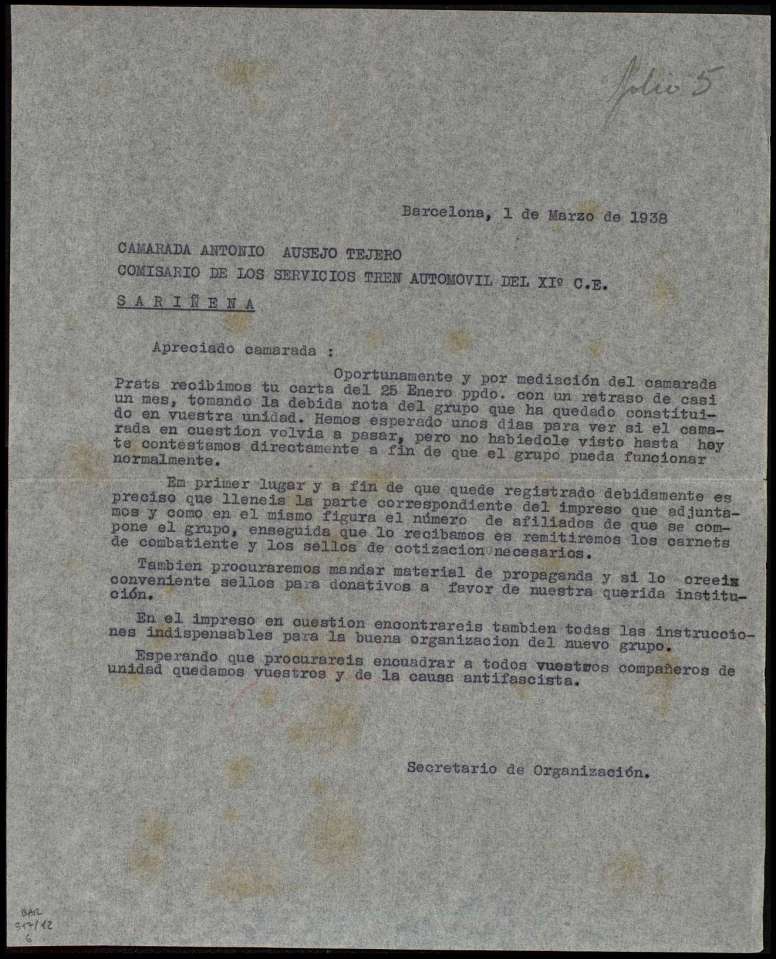 folio 5
Barcelona, 1 de Marzo de 1938
CAMARADA ANTONIO AUSEJO TEJERO
COMISARIO DE LOS SERVICIOS TREN AUTOMOVIL DEL XIº C.E.
SARIÑENA
Apreciado camarada :
Oportunamente y por mediación del camarada
Prats recibimos tu carta del 25 Enero ppdo. con un retraso de casi
un mes, tomando la debida nota del grupo que ha quedado constitui-
do en vuestra unidad. Hemos esperado unos dias para ver si el cama-
rada en cuestion volvia a pasar, pero no habiedole visto hasta hoy
te contestamos directamente a fin de que el grupo pueda funcionar
normalmente.
Em primer lugar y a fin de que quede registrado debidamente es
preciso que lleneis la parte correspondiente del impreso que adjunta-
mos y como en el mismo figura el número de afiliados de que se com-
pone el grupo, enseguida que lo recibamos es remitiremos los carnets
de combatiente y los sellos de cotizacion necesarios.
Tambien procuraremos mandar material de propaganda y si lo creeis
conveniente sellos para donativos a favor de nuestra querida institu-
ción.
En el impreso en cuestion encontrareis tambien todas las instruccio-
nes indispensables para la buena organizacion del nuevo grupo.
Esperando que procurareis encuadrar a todos vuestros compañeros de
unidad quedamos vuestros y de la causa antifascista.
Secretario de Organización.
BAR
517/12
6